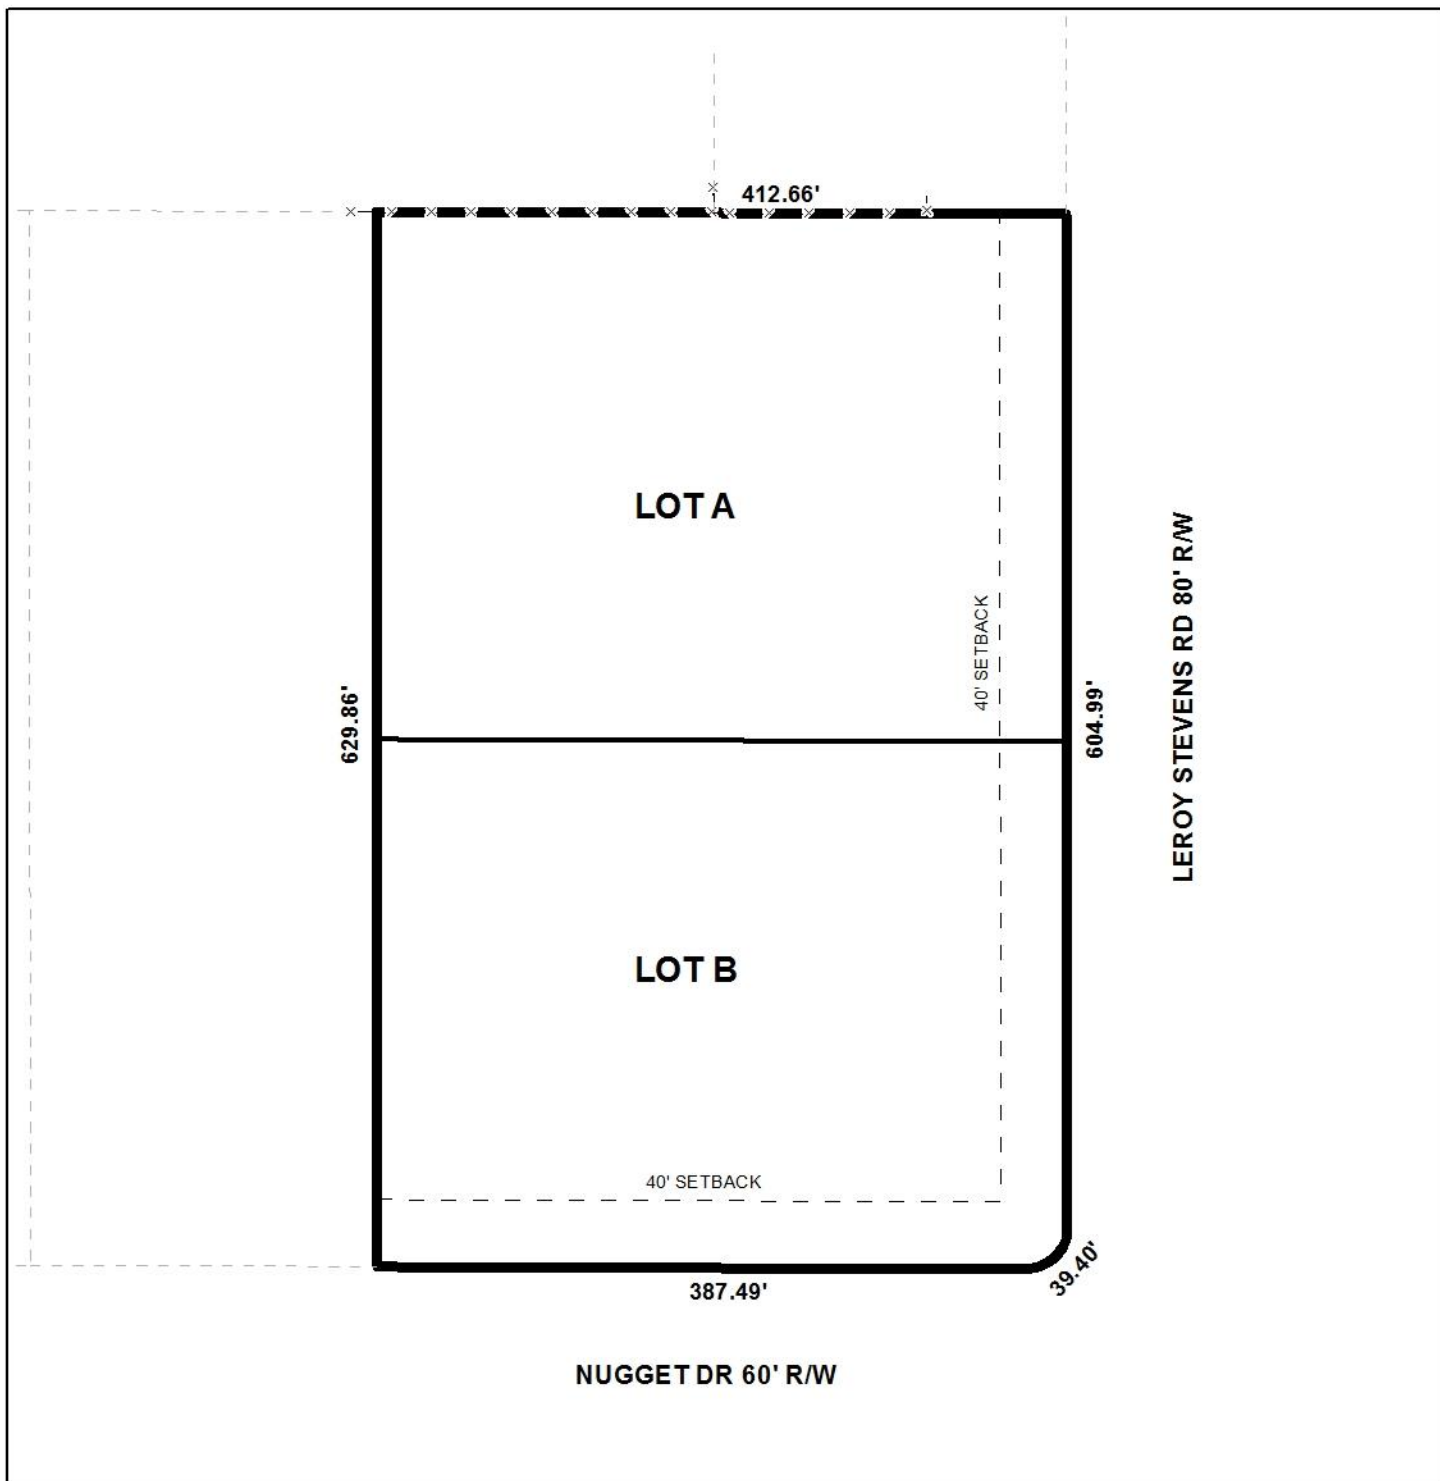 412.66'
LOT A
LEROY STEVENS RD 80' R/W
40' SETBACK
629.86'
604.99'
LOT B
40' SETBACK
39.40'
387.49'
NUGGET DR 60' R/W